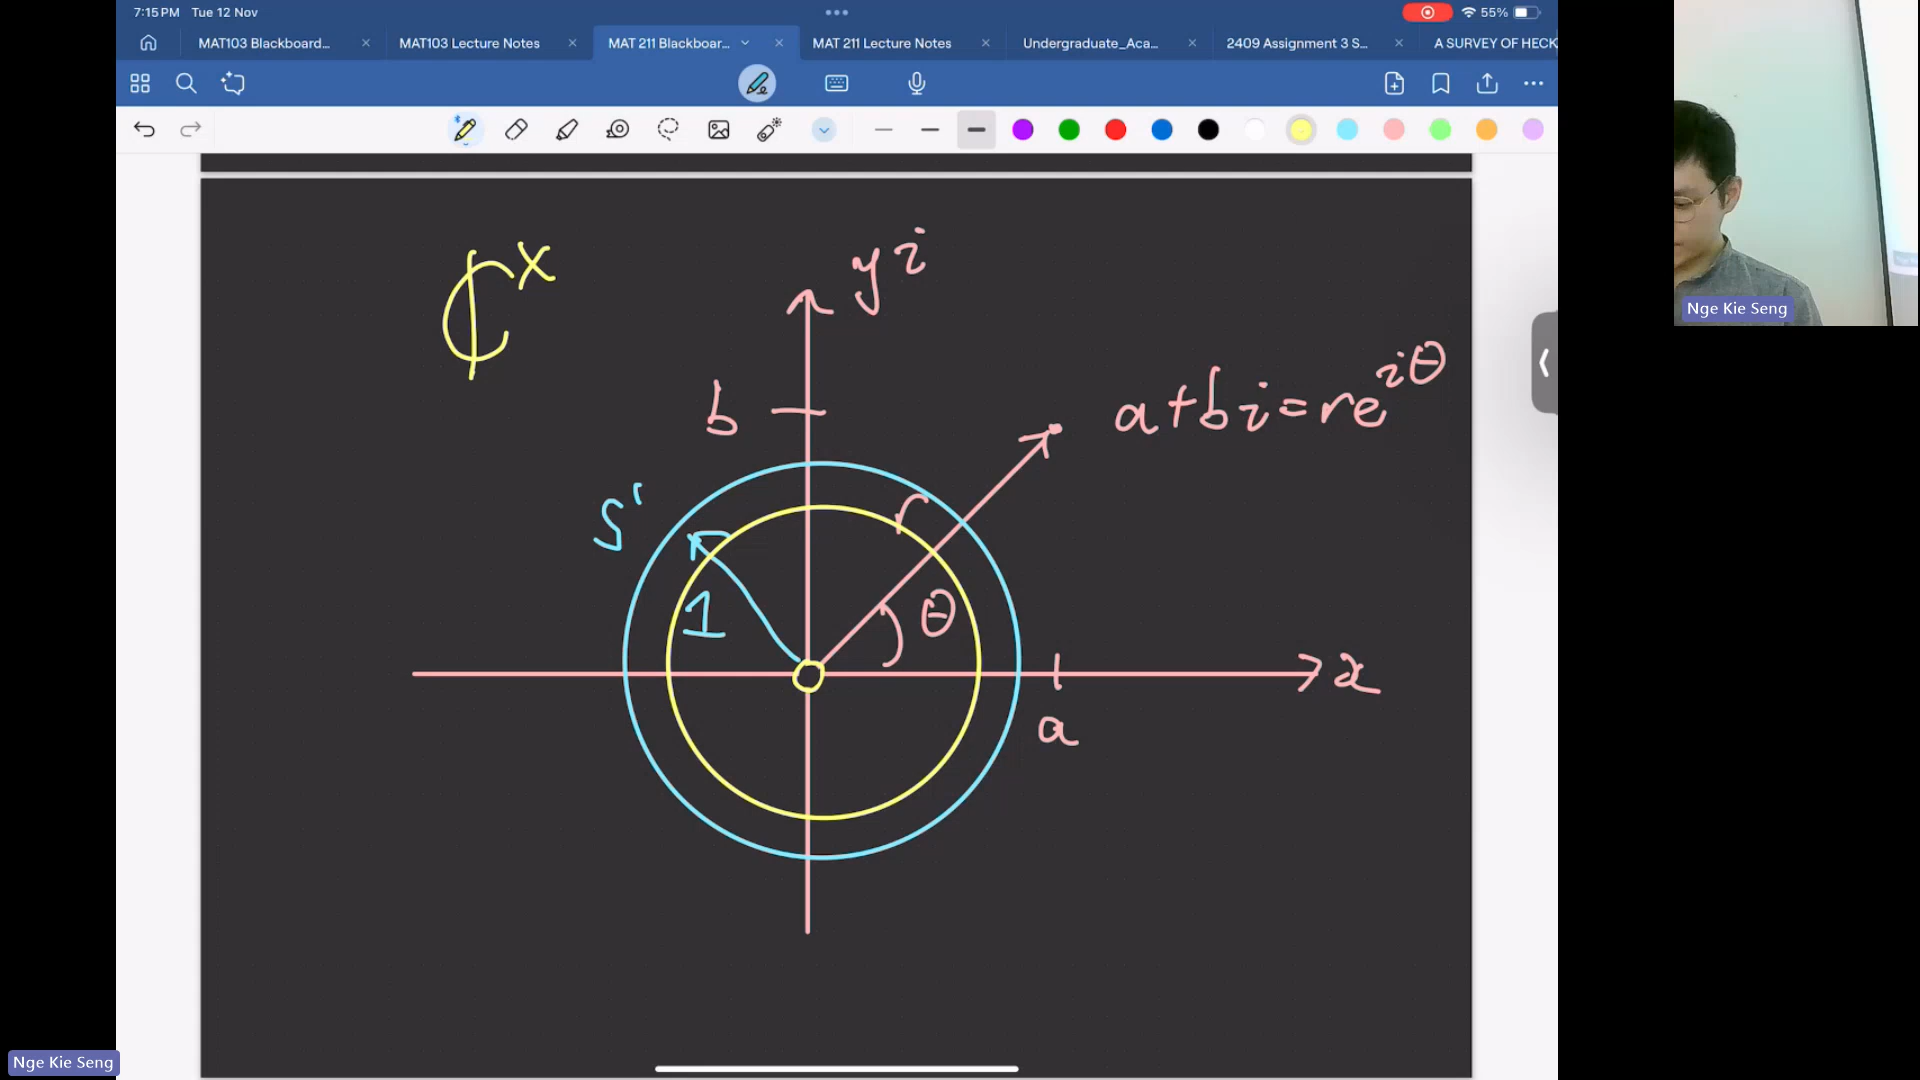 7:15 PM Tue 12 Nov
55%
MAT103 Blackboard...
MAT103 Lecture Notes
MAT 211 Blackboar...
MAT 211 Lecture Notes
Undergraduate_Aca...
2409 Assignment 3 S...
A SURVEY OF HECK
ℂ^×
yi
b
a+bi=re^{iθ}
S¹
r
1
θ
x
a
Nge Kie Seng
Nge Kie Seng